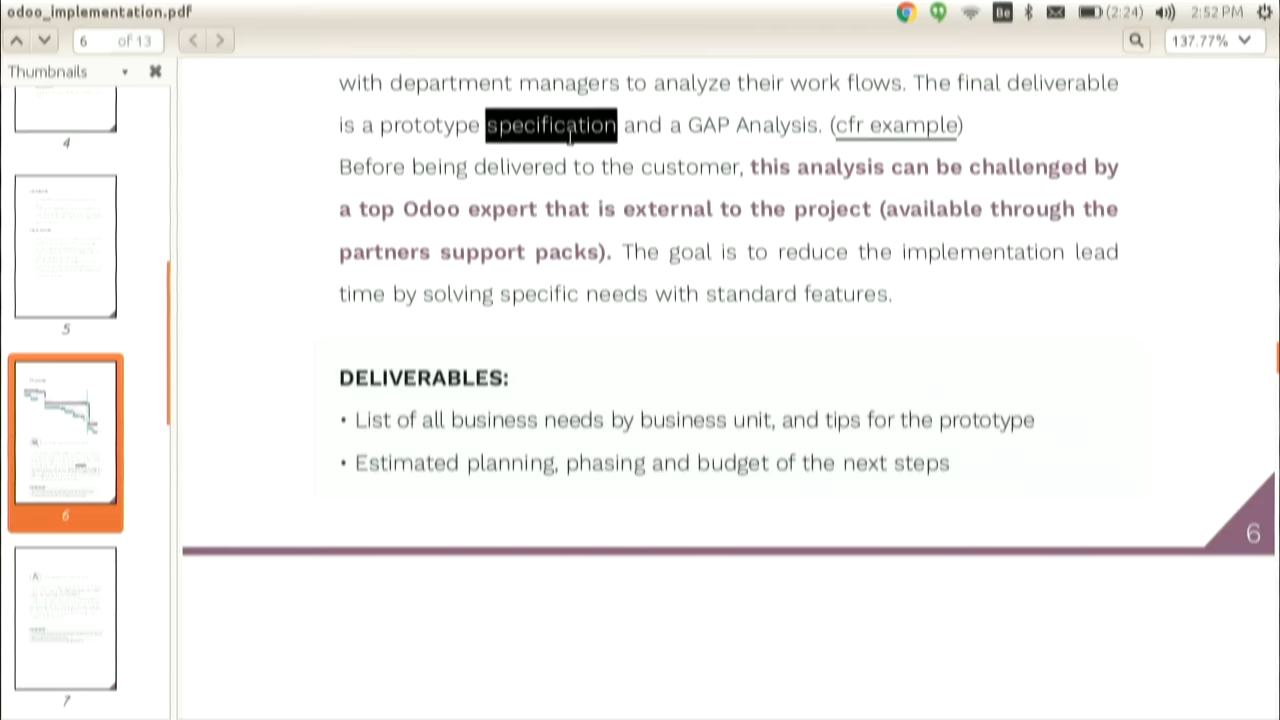 odoo_implementation.pdf
Be
(2:24)
2:52 PM
6 of 13
137.77%
Thumbnails
4
5
6
7
with department managers to analyze their work flows. The final deliverable
is a prototype specification and a GAP Analysis. (cfr example)
Before being delivered to the customer, this analysis can be challenged by
a top Odoo expert that is external to the project (available through the
partners support packs). The goal is to reduce the implementation lead
time by solving specific needs with standard features.
DELIVERABLES:
• List of all business needs by business unit, and tips for the prototype
• Estimated planning, phasing and budget of the next steps
6